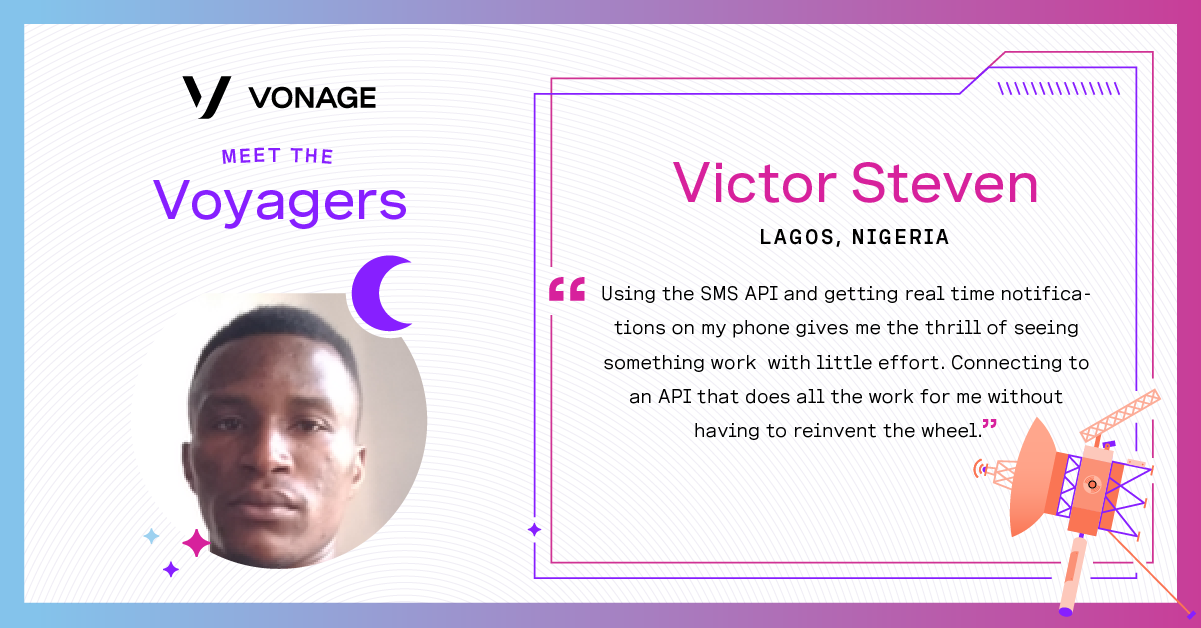 VONAGE
MEET THE
Voyagers
Victor Steven
LAGOS, NIGERIA
“Using the SMS API and getting real time notifica-
tions on my phone gives me the thrill of seeing
something work  with little effort. Connecting to
an API that does all the work for me without
having to reinvent the wheel.”